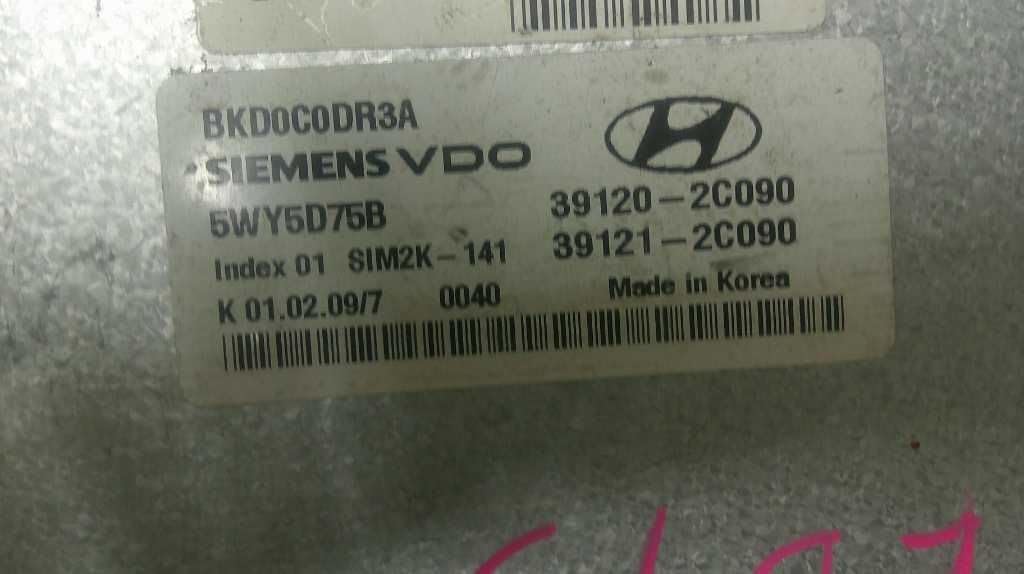 BKD0C0DR3A
SIEMENS VDO
5WY5D75B
39120-2C090
39121-2C090
Index 01 SIM2K-141
K 01.02.09/7 0040
Made in Korea